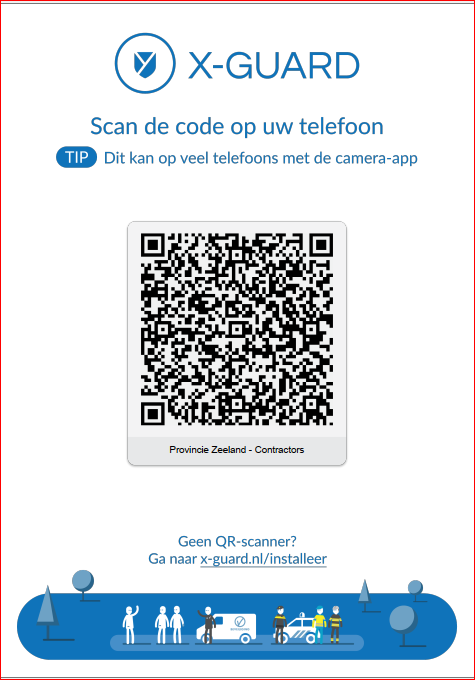 X-GUARD
Scan de code op uw telefoon
TIP Dit kan op veel telefoons met de camera-app
Provincie Zeeland - Contractors
Geen QR-scanner?
Ga naar x-guard.nl/installeer